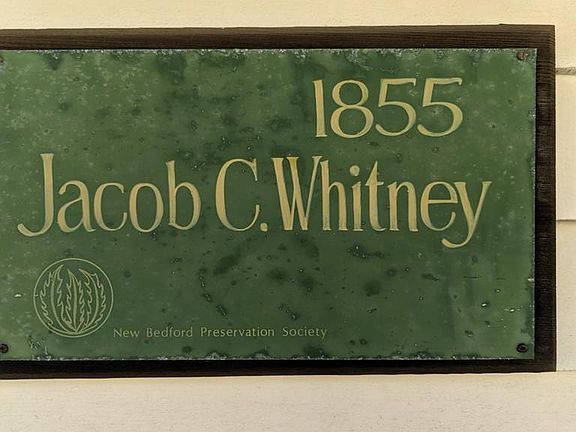 1855
Jacob C. Whitney
New Bedford Preservation Society